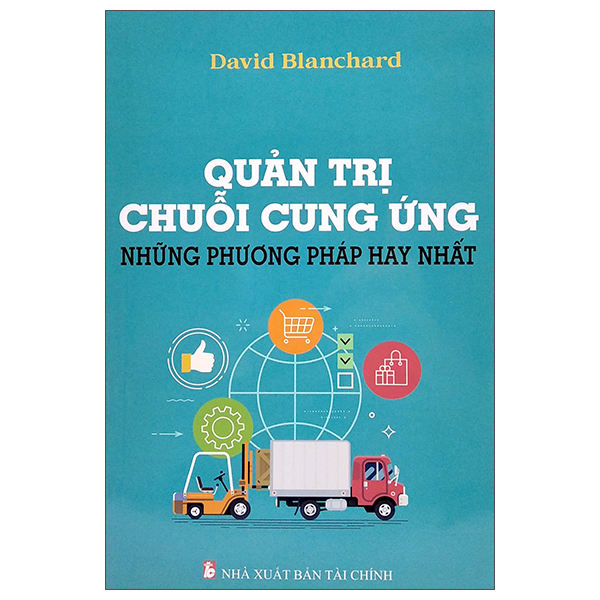 David Blanchard
QUẢN TRỊ
CHUỖI CUNG ỨNG
NHỮNG PHƯƠNG PHÁP HAY NHẤT
NHÀ XUẤT BẢN TÀI CHÍNH